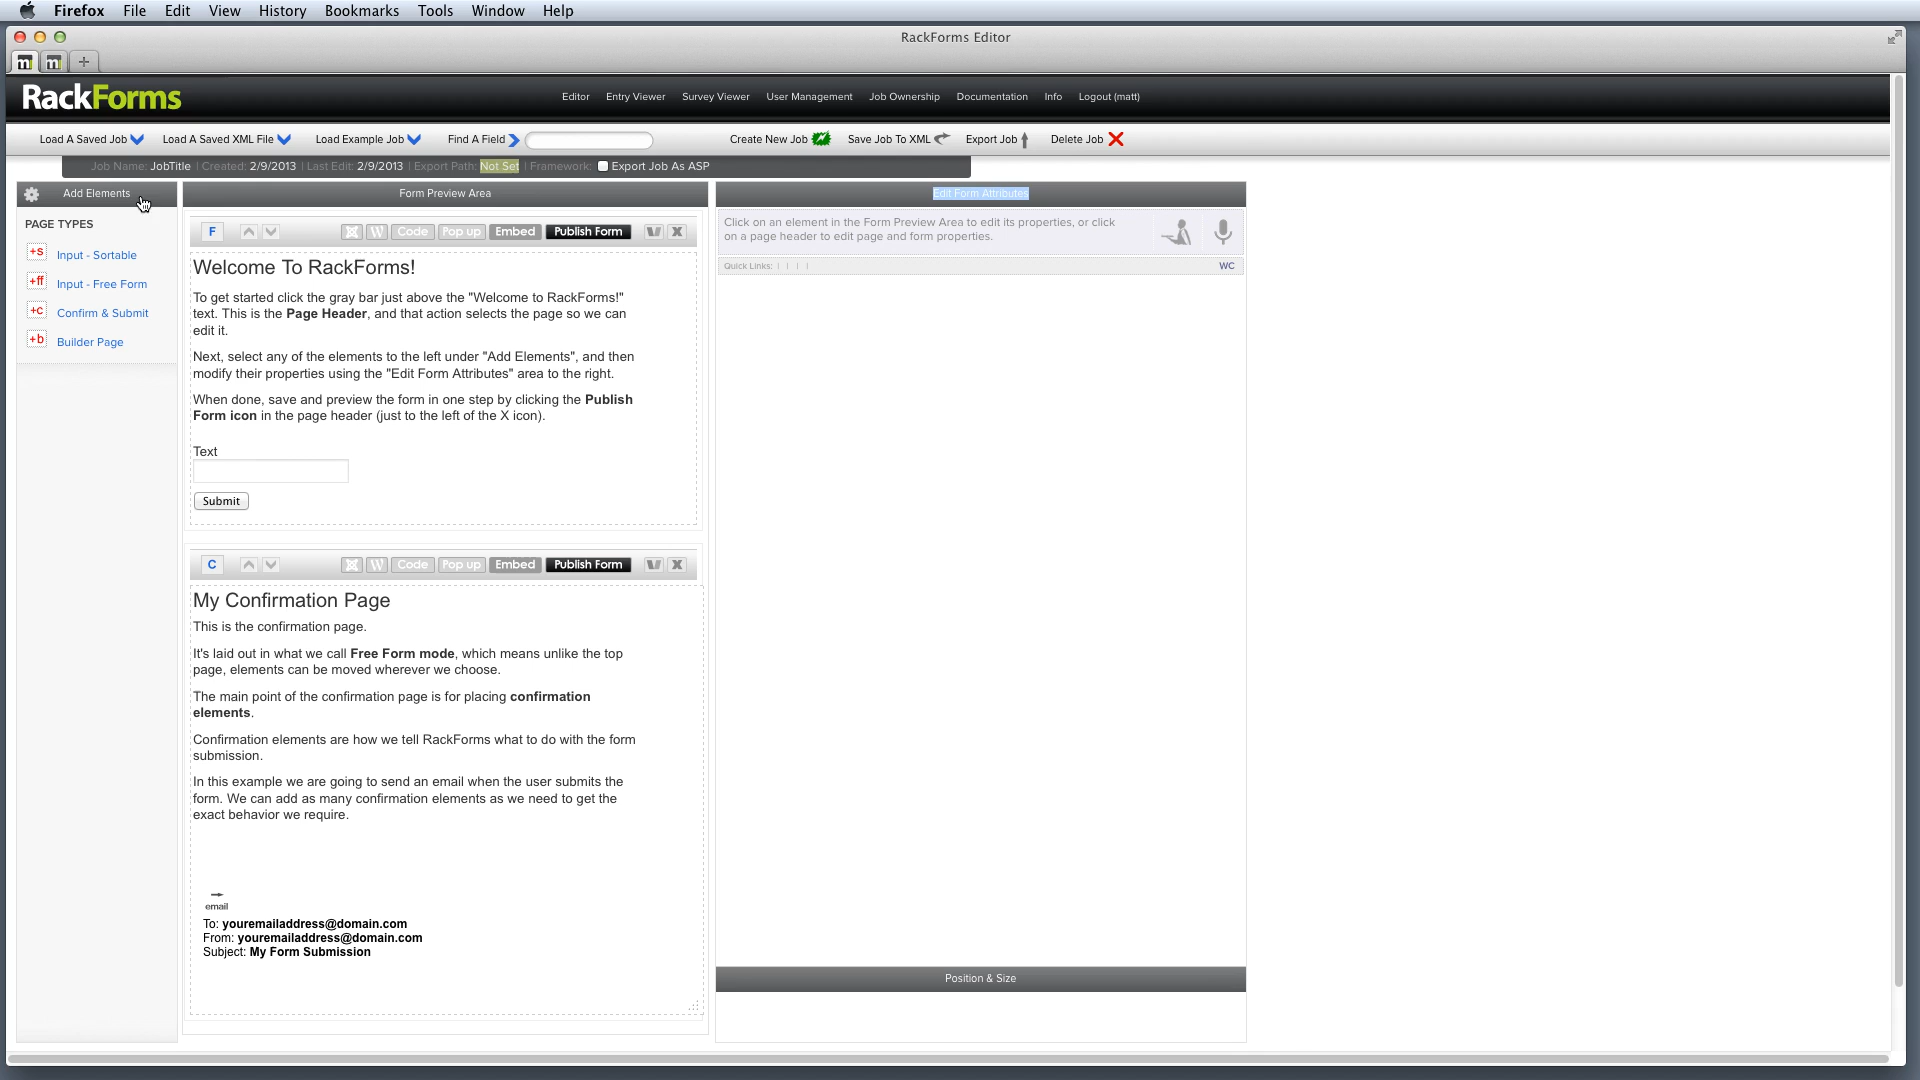 Firefox File Edit View History Bookmarks Tools Window Help
RackForms Editor
RackForms
Editor Entry Viewer Survey Viewer User Management Job Ownership Documentation Info Logout (matt)
Load A Saved Job Load A Saved XML File Load Example Job Find A Field Create New Job Save Job To XML Export Job Delete Job
Job Name: JobTitle | Created: 2/9/2013 | Last Edit: 2/9/2013 | Export Path: Not Set | Framework: Export Job As ASP
Add Elements
PAGE TYPES
+s Input - Sortable
+ff Input - Free Form
+c Confirm & Submit
+b Builder Page
Form Preview Area
F Code Pop up Embed Publish Form X
Welcome To RackForms!
To get started click the gray bar just above the "Welcome to RackForms!"
text. This is the Page Header, and that action selects the page so we can
edit it.
Next, select any of the elements to the left under "Add Elements", and then
modify their properties using the "Edit Form Attributes" area to the right.
When done, save and preview the form in one step by clicking the Publish
Form icon in the page header (just to the left of the X icon).
Text
Submit
C Code Pop up Embed Publish Form X
My Confirmation Page
This is the confirmation page.
It's laid out in what we call Free Form mode, which means unlike the top
page, elements can be moved wherever we choose.
The main point of the confirmation page is for placing confirmation
elements.
Confirmation elements are how we tell RackForms what to do with the form
submission.
In this example we are going to send an email when the user submits the
form. We can add as many confirmation elements as we need to get the
exact behavior we require.
email
To: youremailaddress@domain.com
From: youremailaddress@domain.com
Subject: My Form Submission
Edit Form Attributes
Click on an element in the Form Preview Area to edit its properties, or click
on a page header to edit page and form properties.
Quick Links: | | | | WC
Position & Size